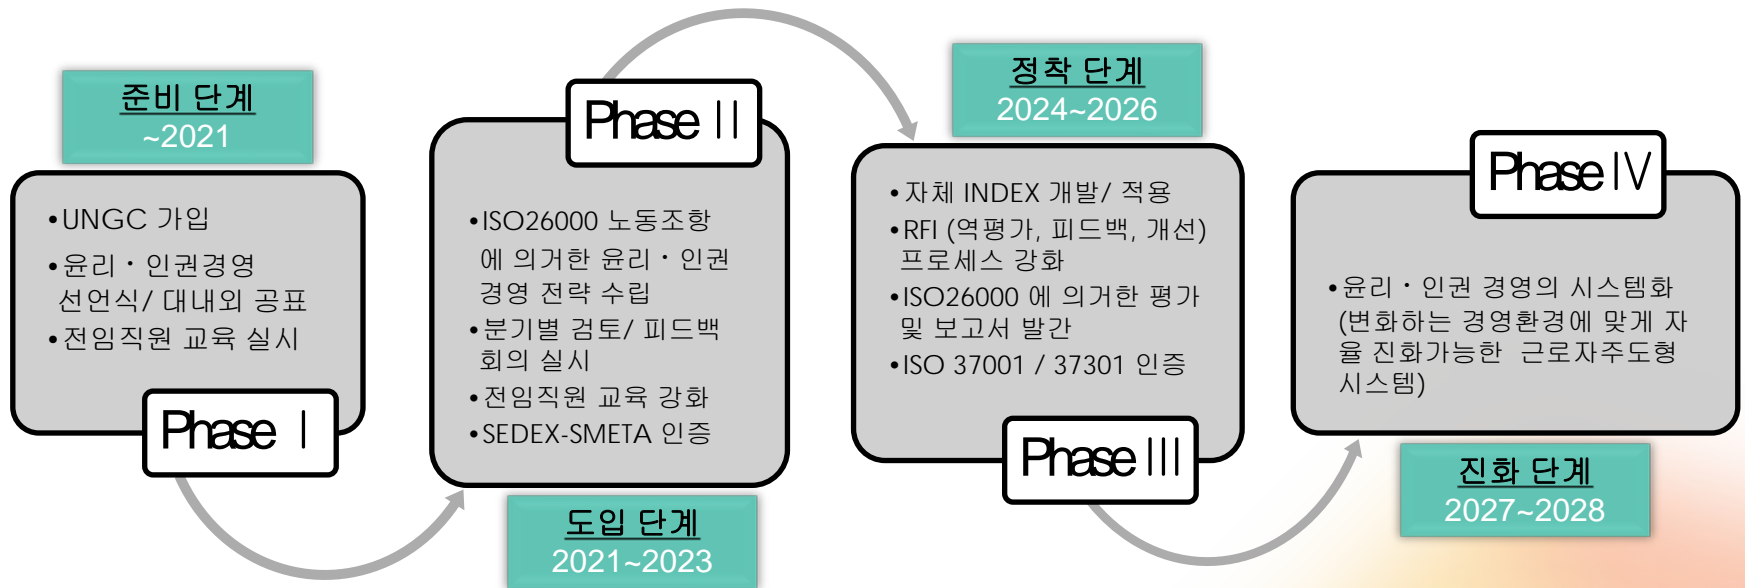 준비 단계
~2021
•UNGC 가입
•윤리・인권경영
선언식/ 대내외 공표
•전임직원 교육 실시
Phase Ⅰ
Phase Ⅱ
•ISO26000 노동조항
에 의거한 윤리・인권
경영 전략 수립
•분기별 검토/ 피드백
회의 실시
•전임직원 교육 강화
•SEDEX-SMETA 인증
도입 단계
2021~2023
정착 단계
2024~2026
•자체 INDEX 개발/ 적용
•RFI (역평가, 피드백, 개선)
프로세스 강화
•ISO26000 에 의거한 평가
및 보고서 발간
•ISO 37001 / 37301 인증
Phase Ⅲ
Phase Ⅳ
•윤리・인권 경영의 시스템화
(변화하는 경영환경에 맞게 자
율 진화가능한 근로자주도형
시스템)
진화 단계
2027~2028